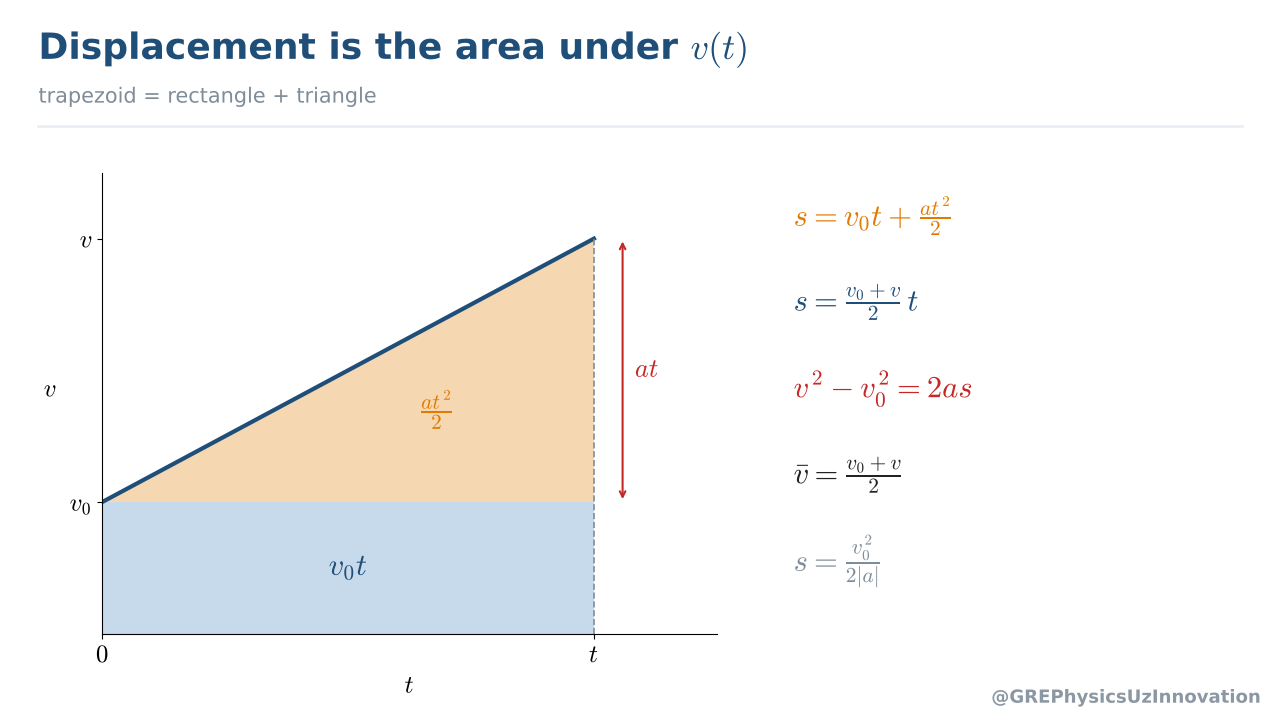 Displacement is the area under v(t)
trapezoid = rectangle + triangle
v
v
v₀
at²/2
v₀t
at
0
t
t
s = v₀t + at²/2
s = (v₀ + v)/2 t
v² − v₀² = 2as
v̄ = (v₀ + v)/2
s = v₀²/2|a|
@GREPhysicsUzInnovation